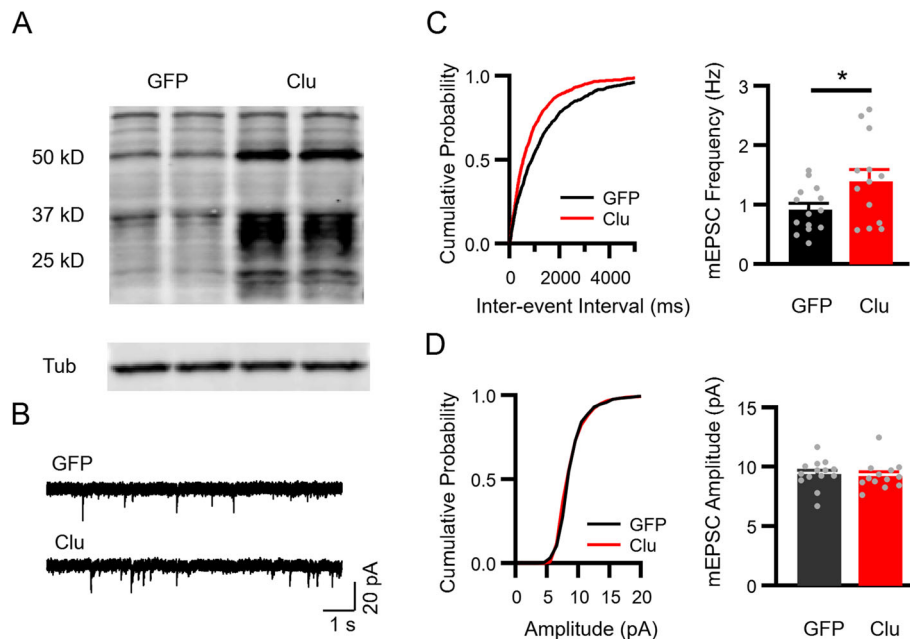 A
GFP Clu
50 kD
37 kD
25 kD
Tub
B
GFP
Clu
20 pA
1 s
C
Cumulative Probability
1.0
0.5
0.0
GFP
Clu
0 2000 4000
Inter-event Interval (ms)
mEPSC Frequency (Hz)
3
2
1
0
*
GFP Clu
D
Cumulative Probability
1.0
0.5
0.0
GFP
Clu
0 5 10 15 20
Amplitude (pA)
mEPSC Amplitude (pA)
15
10
5
0
GFP Clu